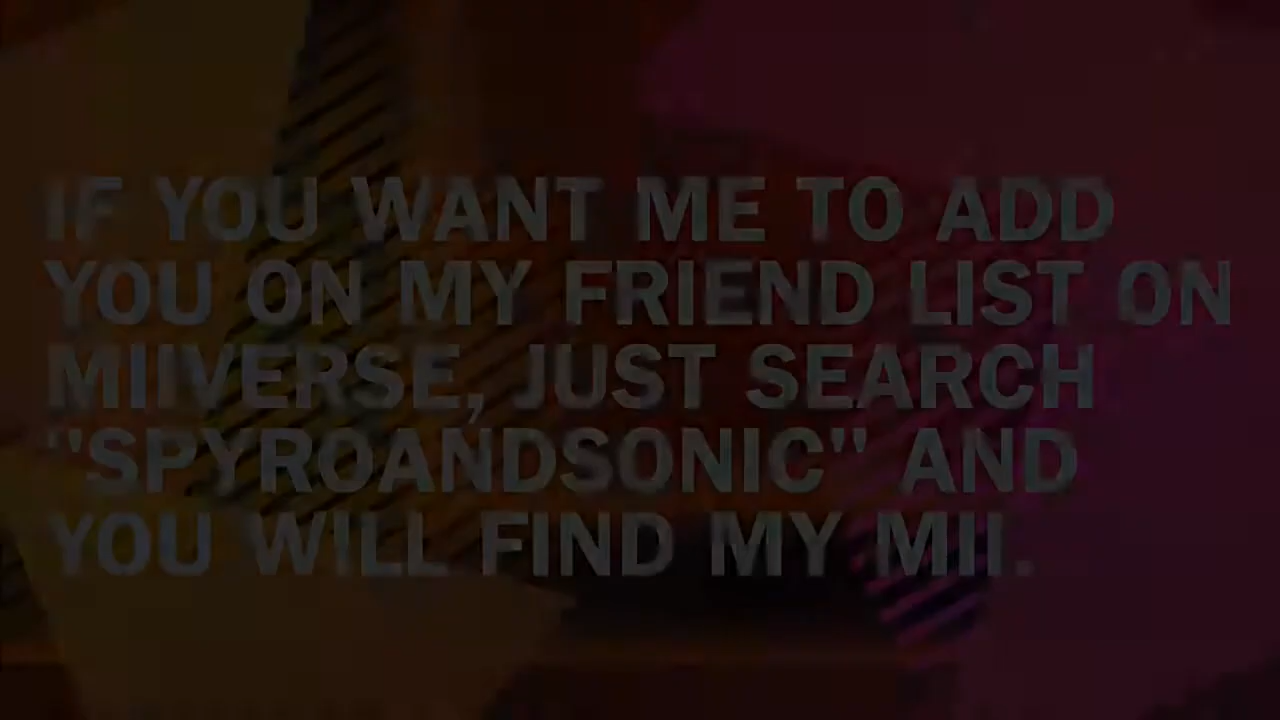 IF YOU WANT ME TO ADD
YOU ON MY FRIEND LIST ON
MIIVERSE, JUST SEARCH
"SPYROANDSONIC" AND
YOU WILL FIND MY MII.